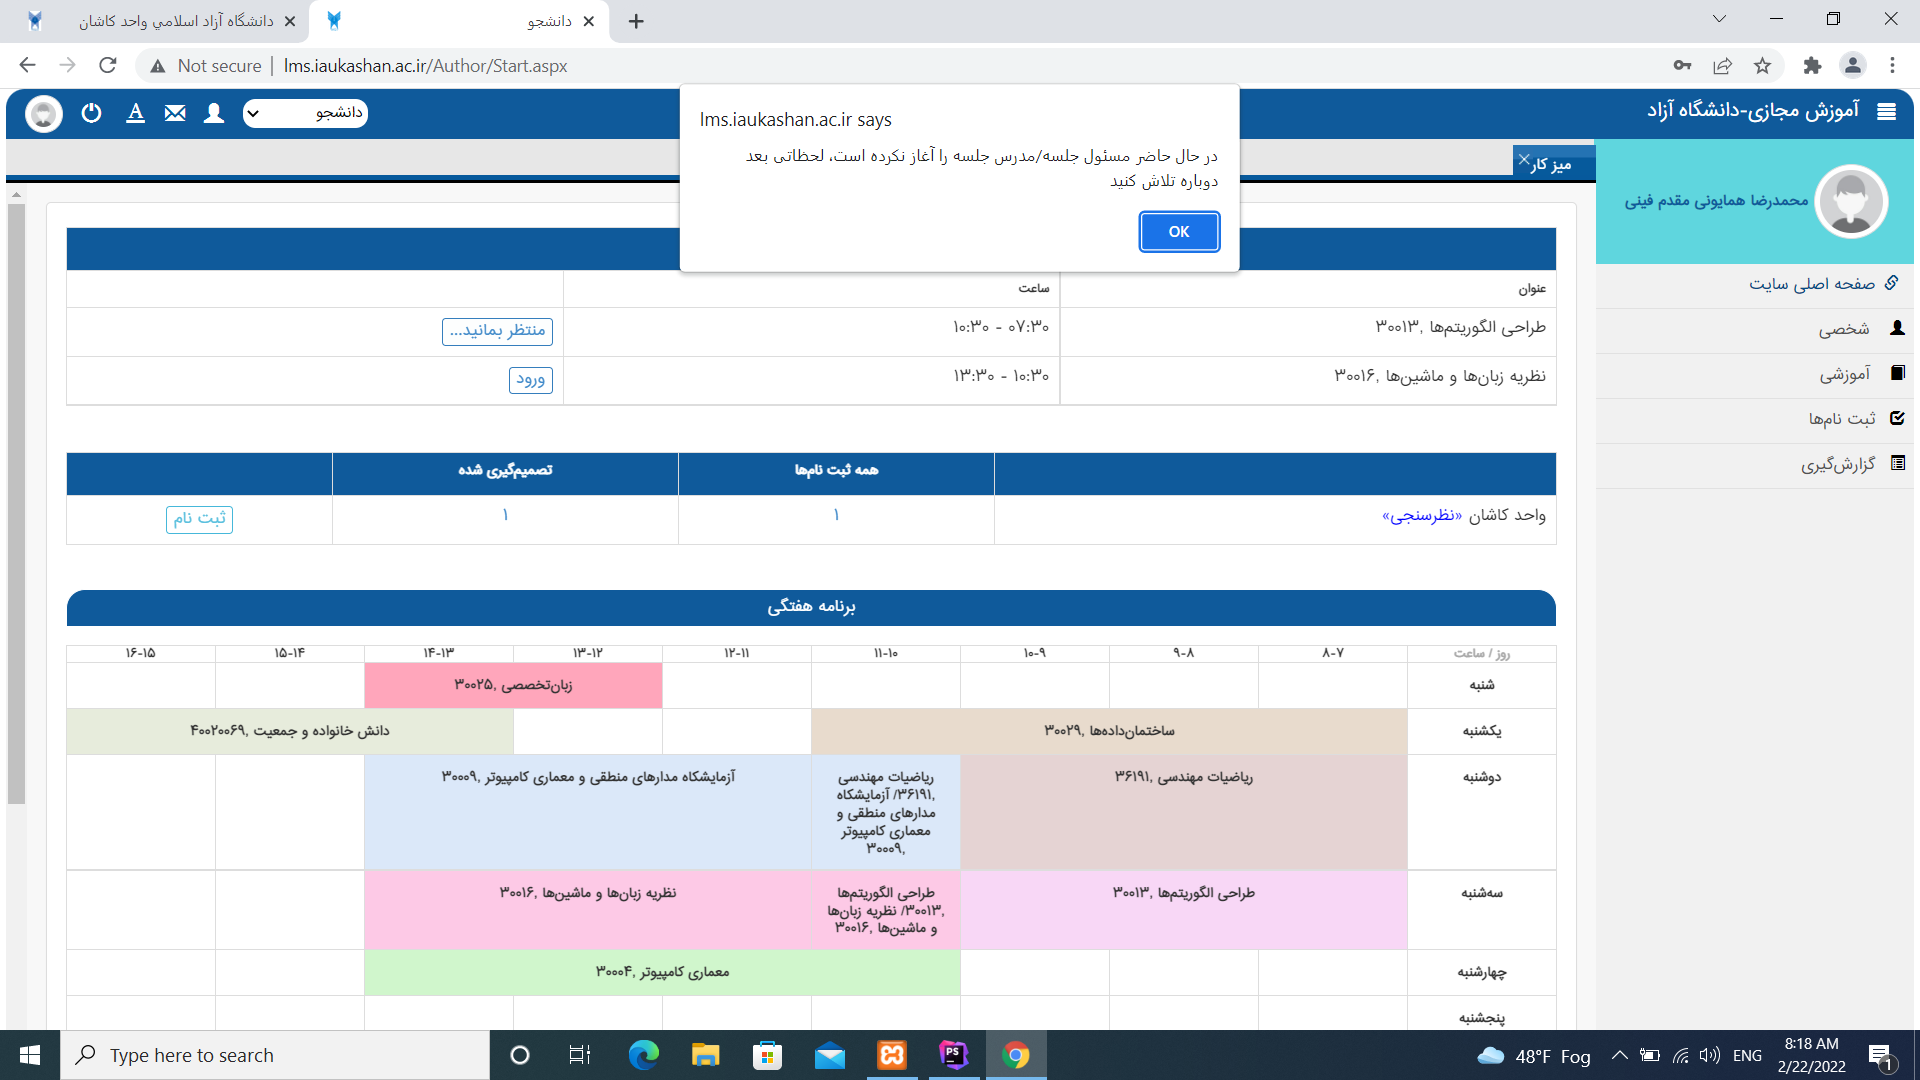 دانشگاه آزاد اسلامي واحد كاشان
دانشجو
Not secure
lms.iaukashan.ac.ir/Author/Start.aspx
آموزش مجازی-دانشگاه آزاد
دانشجو
lms.iaukashan.ac.ir says
در حال حاضر مسئول جلسه/مدرس جلسه را آغاز نکرده است، لحظاتی بعد
دوباره تلاش کنید
OK
میز کار
محمدرضا همایونی مقدم فینی
صفحه اصلی سایت
شخصی
آموزشی
ثبت نام‌ها
گزارش‌گیری
عنوان ساعت
طراحی الگوریتم‌ها ,۳۰۰۱۳ ۰۷:۳۰ - ۱۰:۳۰ منتظر بمانید...
نظریه زبان‌ها و ماشین‌ها ,۳۰۰۱۶ ۱۰:۳۰ - ۱۳:۳۰ ورود
همه ثبت نام‌ها تصمیم‌گیری شده
واحد کاشان «نظرسنجی» ۱ ۱ ثبت نام
برنامه هفتگی
روز / ساعت ۸-۷ ۹-۸ ۱۰-۹ ۱۱-۱۰ ۱۲-۱۱ ۱۳-۱۲ ۱۴-۱۳ ۱۵-۱۴ ۱۶-۱۵
شنبه زبان‌تخصصی ,۳۰۰۲۵
یکشنبه ساختمان‌داده‌ها ,۳۰۰۲۹ دانش خانواده و جمعیت ,۴۰۰۲۰۰۶۹
دوشنبه ریاضیات مهندسی ,۳۶۱۹۱ ریاضیات مهندسی آزمایشگاه مدارهای منطقی و معماری کامپیوتر ,۳۰۰۰۹
,۳۶۱۹۱/ آزمایشگاه
مدارهای منطقی و
معماری کامپیوتر
,۳۰۰۰۹
سه‌شنبه طراحی الگوریتم‌ها ,۳۰۰۱۳ طراحی الگوریتم‌ها نظریه زبان‌ها و ماشین‌ها ,۳۰۰۱۶
,۳۰۰۱۳/ نظریه زبان‌ها
و ماشین‌ها ,۳۰۰۱۶
چهارشنبه معماری کامپیوتر ,۳۰۰۰۴
پنجشنبه
Type here to search
48°F Fog
ENG
8:18 AM
2/22/2022
1